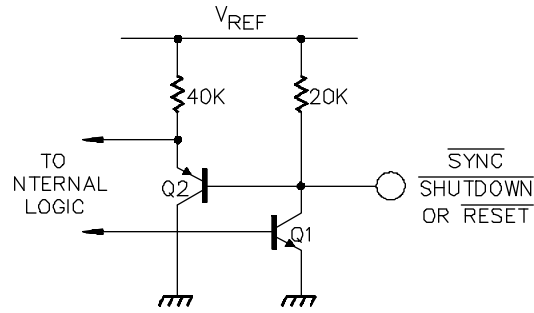 VREF
40K
20K
TO
NTERNAL
LOGIC
Q2
Q1
SYNC
SHUTDOWN
OR RESET